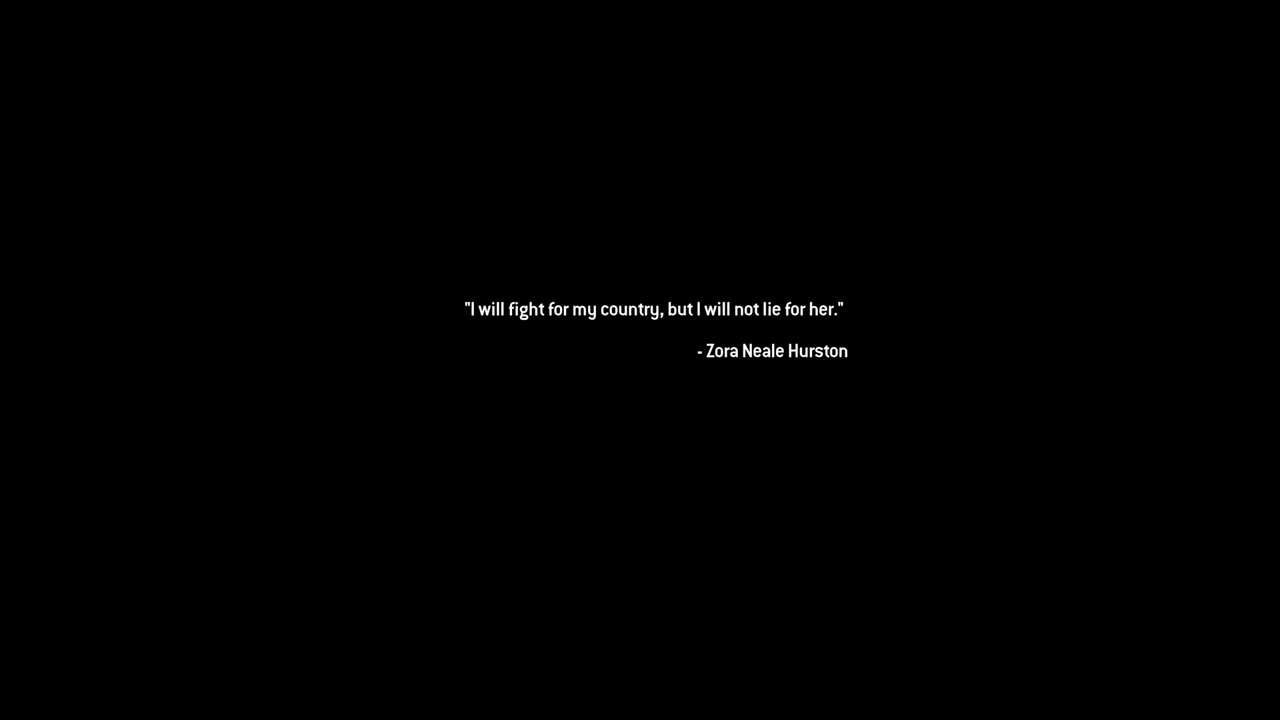 "I will fight for my country, but I will not lie for her."
- Zora Neale Hurston